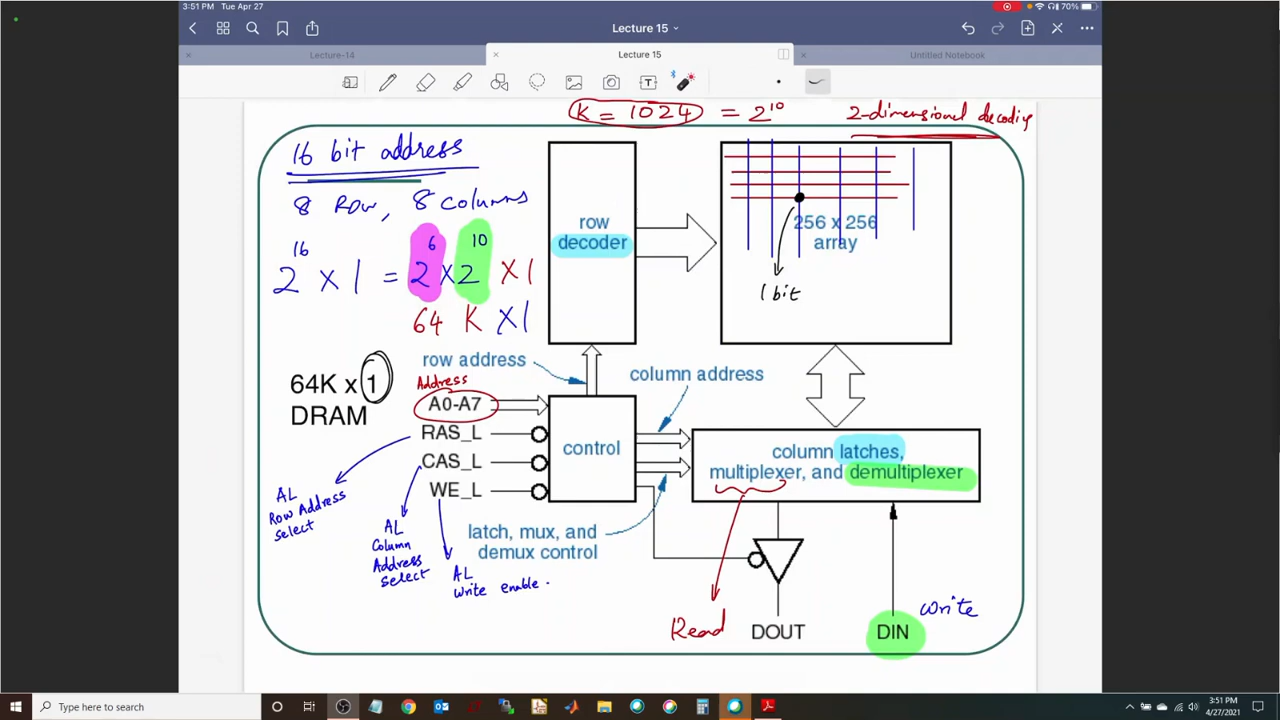 3:51 PM Tue Apr 27
70%
Lecture 15
Lecture-14
Lecture 15
Untitled Notebook
K = 1024 = 2^10
2-dimensional decodig
16 bit address
8 Row, 8 Columns
2^16 X 1 = 2^6 X 2^10 X 1
64 K X 1
row
decoder
256 x 256
array
1 bit
row address
column address
64K x 1
DRAM
Address
A0-A7
RAS_L
CAS_L
WE_L
control
column latches,
multiplexer, and demultiplexer
latch, mux, and
demux control
AL
Row Address
select
AL
Column
Address
Select
AL
Write enable
Read
DOUT
DIN
Write
Type here to search
3:51 PM
4/27/2021